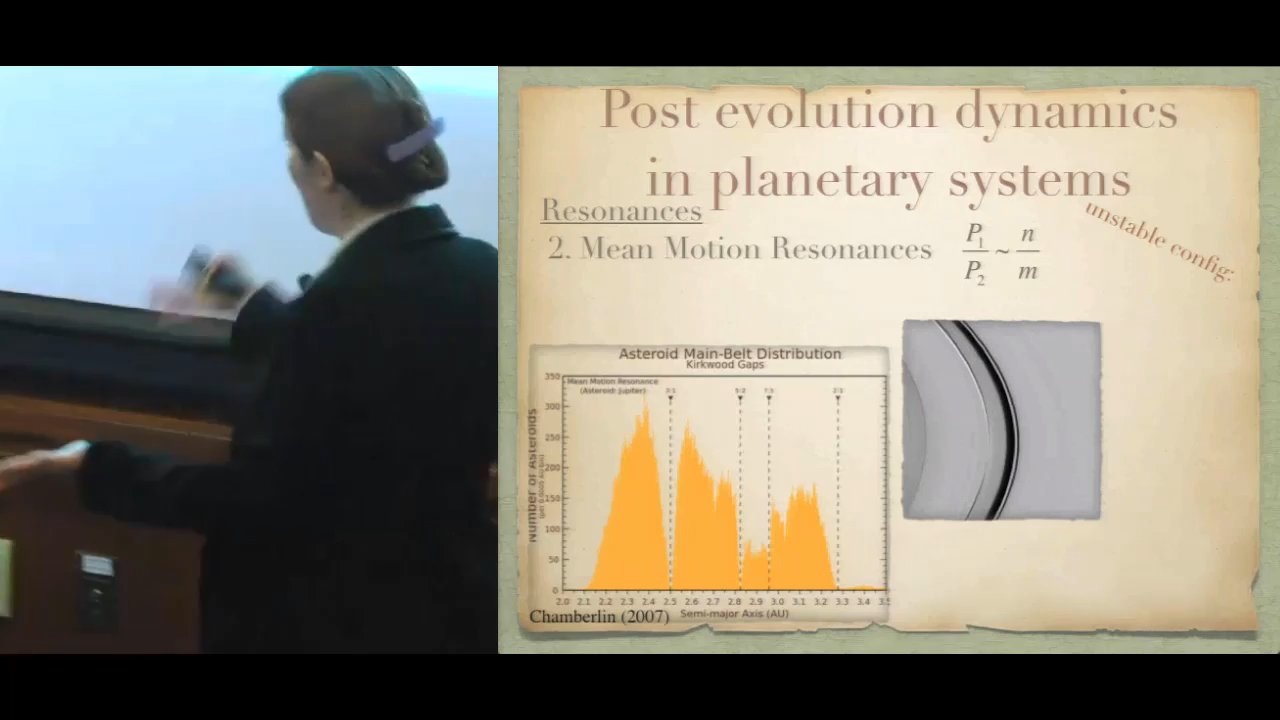 Post evolution dynamics
in planetary systems
unstable config:
Resonances
2. Mean Motion Resonances P₁/P₂ ~ n/m
Asteroid Main-Belt Distribution
Kirkwood Gaps
Mean Motion Resonance
(Asteroid: Jupiter)
3:1 5:2 7:3 2:1
350
300
250
200
150
100
50
0
Number of Asteroids
2.0 2.1 2.2 2.3 2.4 2.5 2.6 2.7 2.8 2.9 3.0 3.1 3.2 3.3 3.4 3.5
Semi-major Axis (AU)
Chamberlin (2007)